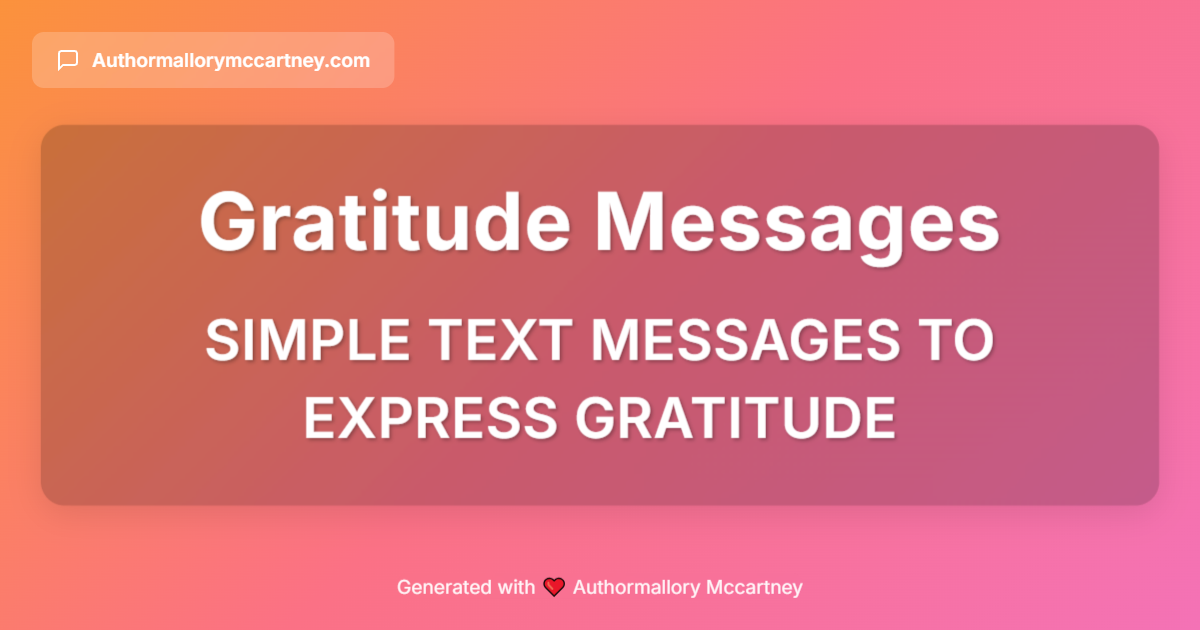 Authormallorymccartney.com
Gratitude Messages
SIMPLE TEXT MESSAGES TO
EXPRESS GRATITUDE
Generated with ❤️ Authormallory Mccartney